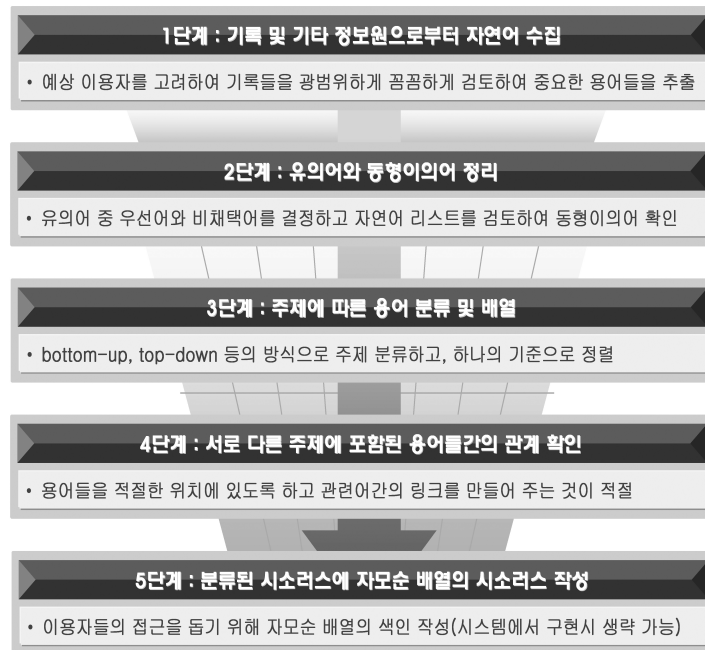 1단계 : 기록 및 기타 정보원으로부터 자연어 수집
• 예상 이용자를 고려하여 기록들을 광범위하게 꼼꼼하게 검토하여 중요한 용어들을 추출
2단계 : 유의어와 동형이의어 정리
• 유의어 중 우선어와 비채택어를 결정하고 자연어 리스트를 검토하여 동형이의어 확인
3단계 : 주제에 따른 용어 분류 및 배열
• bottom-up, top-down 등의 방식으로 주제 분류하고, 하나의 기준으로 정렬
4단계 : 서로 다른 주제에 포함된 용어들간의 관계 확인
• 용어들을 적절한 위치에 있도록 하고 관련어간의 링크를 만들어 주는 것이 적절
5단계 : 분류된 시소러스에 자모순 배열의 시소러스 작성
• 이용자들의 접근을 돕기 위해 자모순 배열의 색인 작성(시스템에서 구현시 생략 가능)